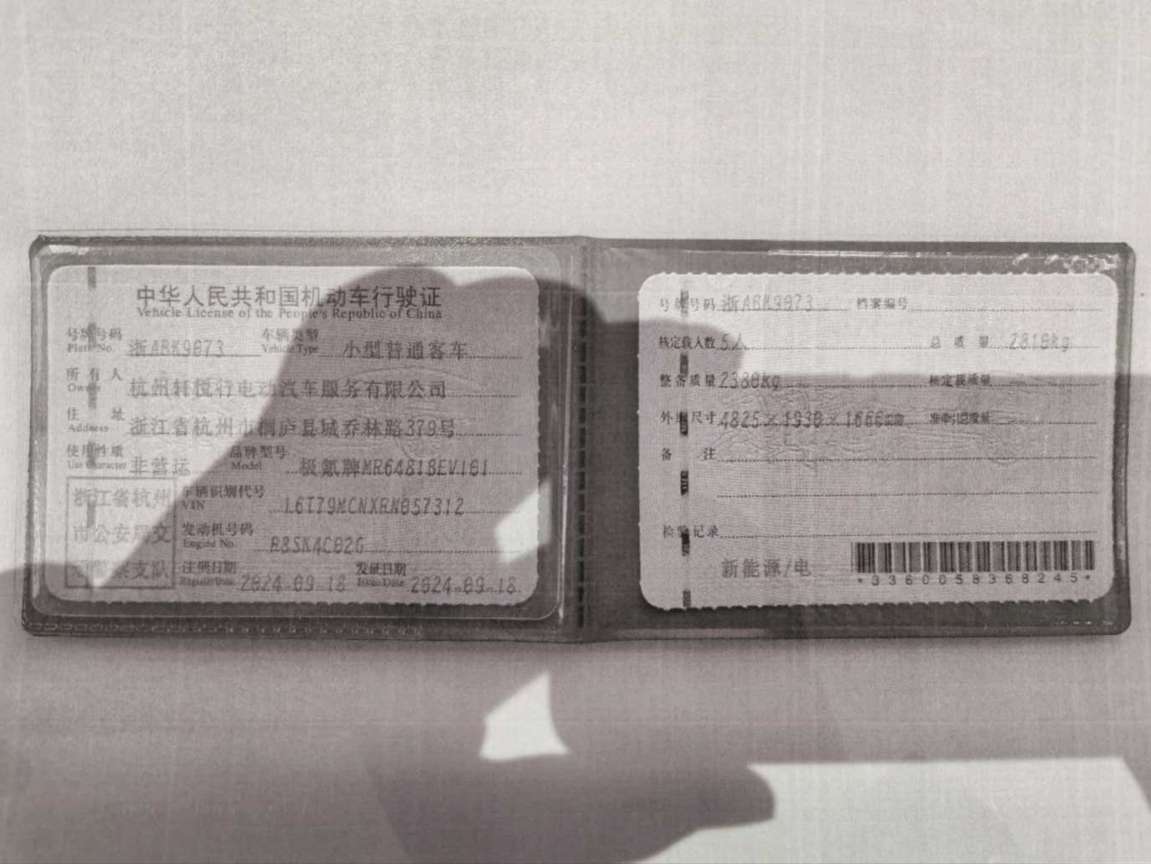 中华人民共和国机动车行驶证
Vehicle License of the People's Republic of China
号牌号码 浙ABK9873 车辆类型 小型普通客车
Plate No. Vehicle Type
所有人 杭州轩悦行电动汽车服务有限公司
Owner
住址 浙江省杭州市桐庐县城乔林路379号
Address
使用性质 非营运 品牌型号 极氪牌MR6481BEV101
Use Character Model
浙江省杭州
市公安局交
通警察支队
车辆识别代号
VIN
发动机号码
Engine No.
注册日期 2024-09-18 发证日期 2024-09-18
Register Date Issue Date
号牌号码 浙ABK9873 档案编号
核定载人数 5人 总质量 2810kg
整备质量 2380kg 核定载质量
外廓尺寸 4825×1930×1666mm 准牵引总质量
备注
检验记录
新能源/电
*3360058368245*